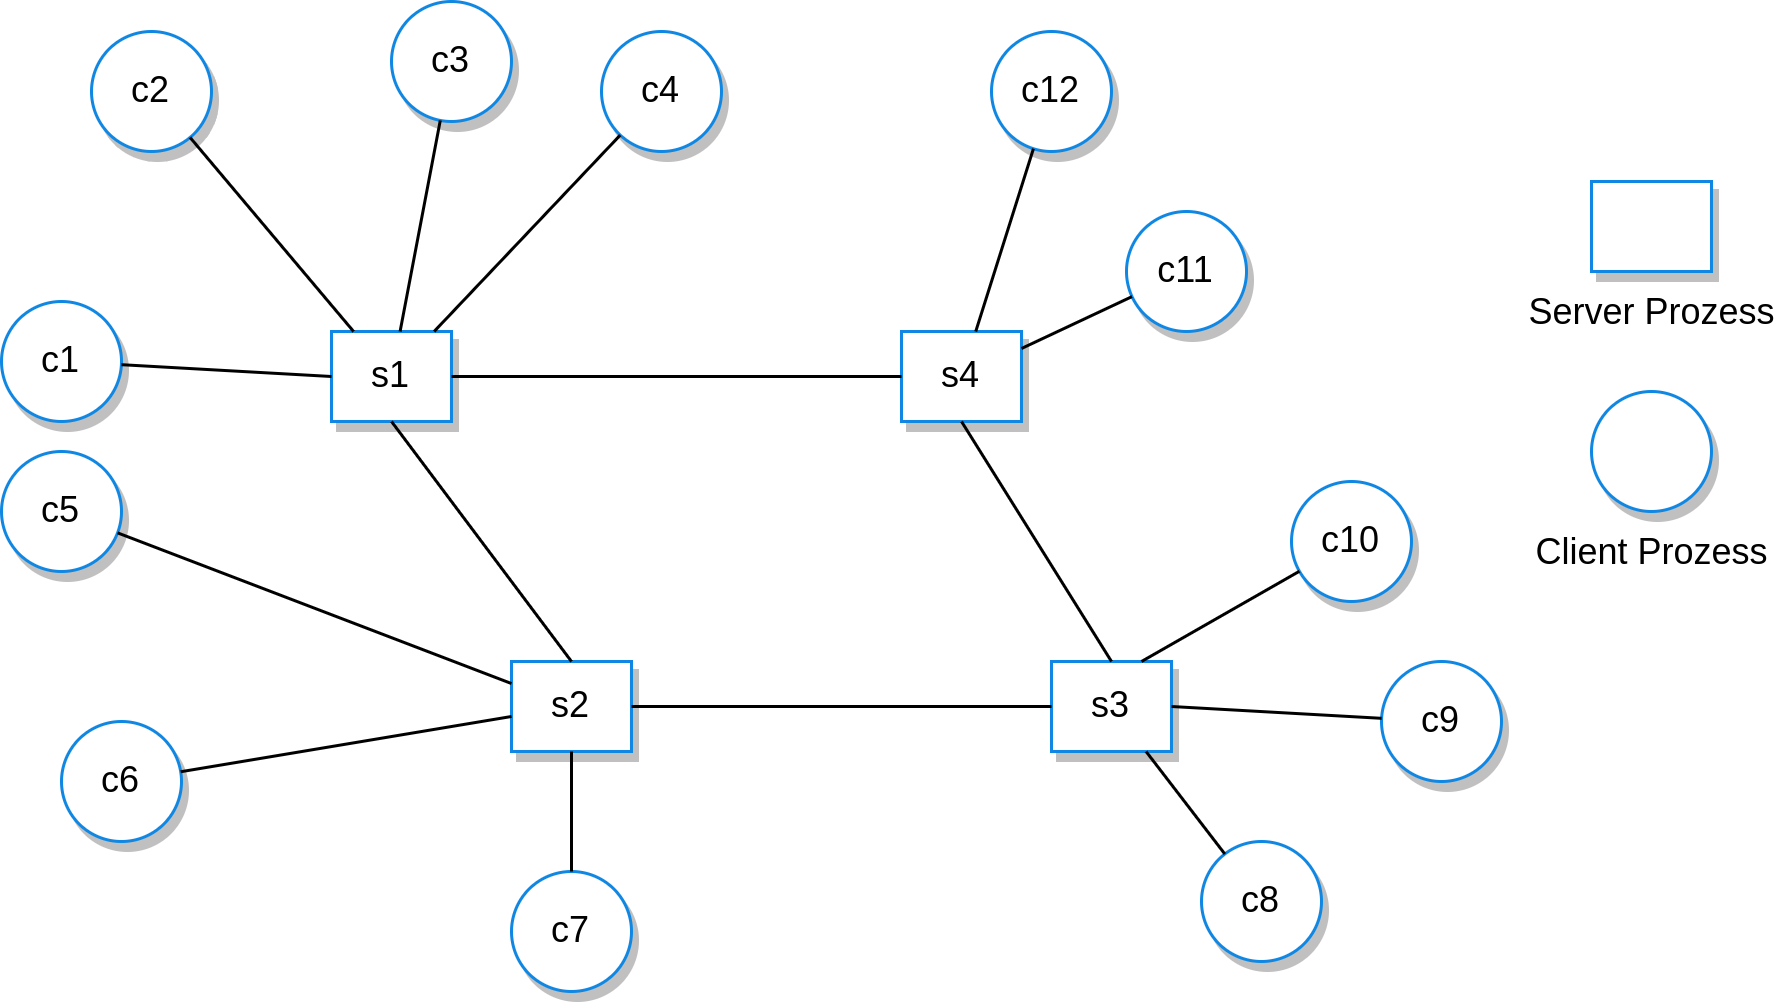 c2
c3
c4
c12
c11
c1
s1
s4
Server Prozess
c5
c10
Client Prozess
s2
s3
c9
c6
c8
c7